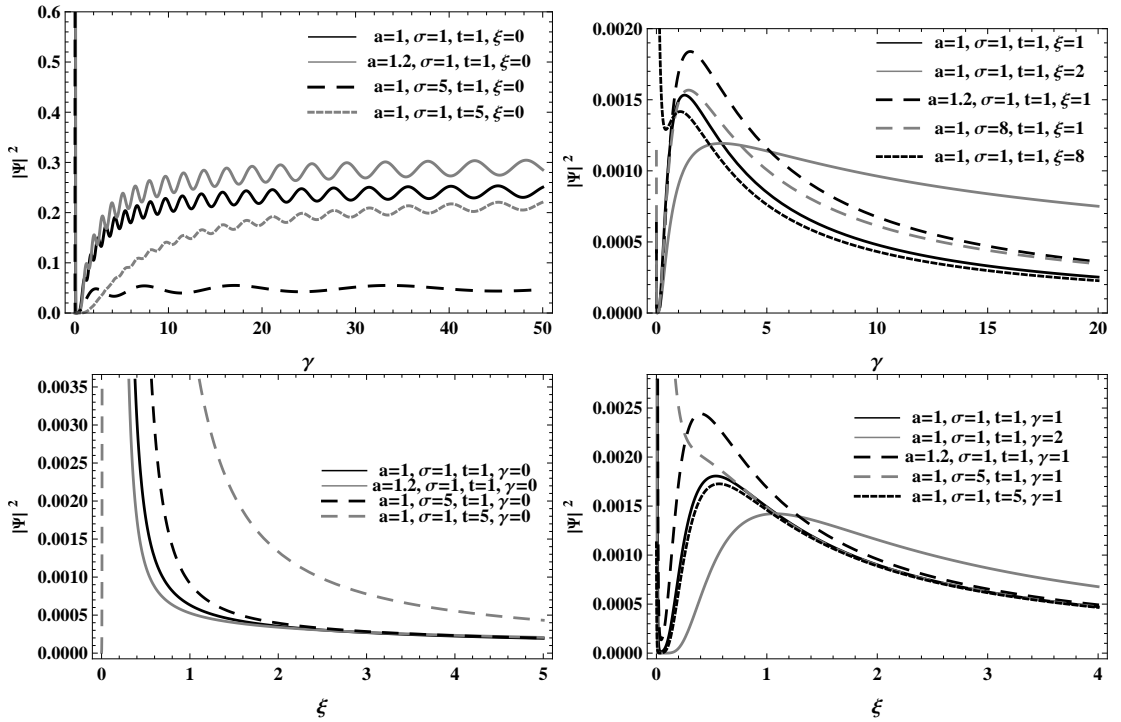 0.6
0.5
0.4
0.3
0.2
0.1
0.0
|Ψ|²
0 10 20 30 40 50
γ
a=1, σ=1, t=1, ξ=0
a=1.2, σ=1, t=1, ξ=0
a=1, σ=5, t=1, ξ=0
a=1, σ=1, t=5, ξ=0
0.0020
0.0015
0.0010
0.0005
0.0000
|Ψ|²
0 5 10 15 20
γ
a=1, σ=1, t=1, ξ=1
a=1, σ=1, t=1, ξ=2
a=1.2, σ=1, t=1, ξ=1
a=1, σ=8, t=1, ξ=1
a=1, σ=1, t=1, ξ=8
0.0035
0.0030
0.0025
0.0020
0.0015
0.0010
0.0005
0.0000
|Ψ|²
0 1 2 3 4 5
ξ
a=1, σ=1, t=1, γ=0
a=1.2, σ=1, t=1, γ=0
a=1, σ=5, t=1, γ=0
a=1, σ=1, t=5, γ=0
0.0025
0.0020
0.0015
0.0010
0.0005
0.0000
|Ψ|²
0 1 2 3 4
ξ
a=1, σ=1, t=1, γ=1
a=1, σ=1, t=1, γ=2
a=1.2, σ=1, t=1, γ=1
a=1, σ=5, t=1, γ=1
a=1, σ=1, t=5, γ=1